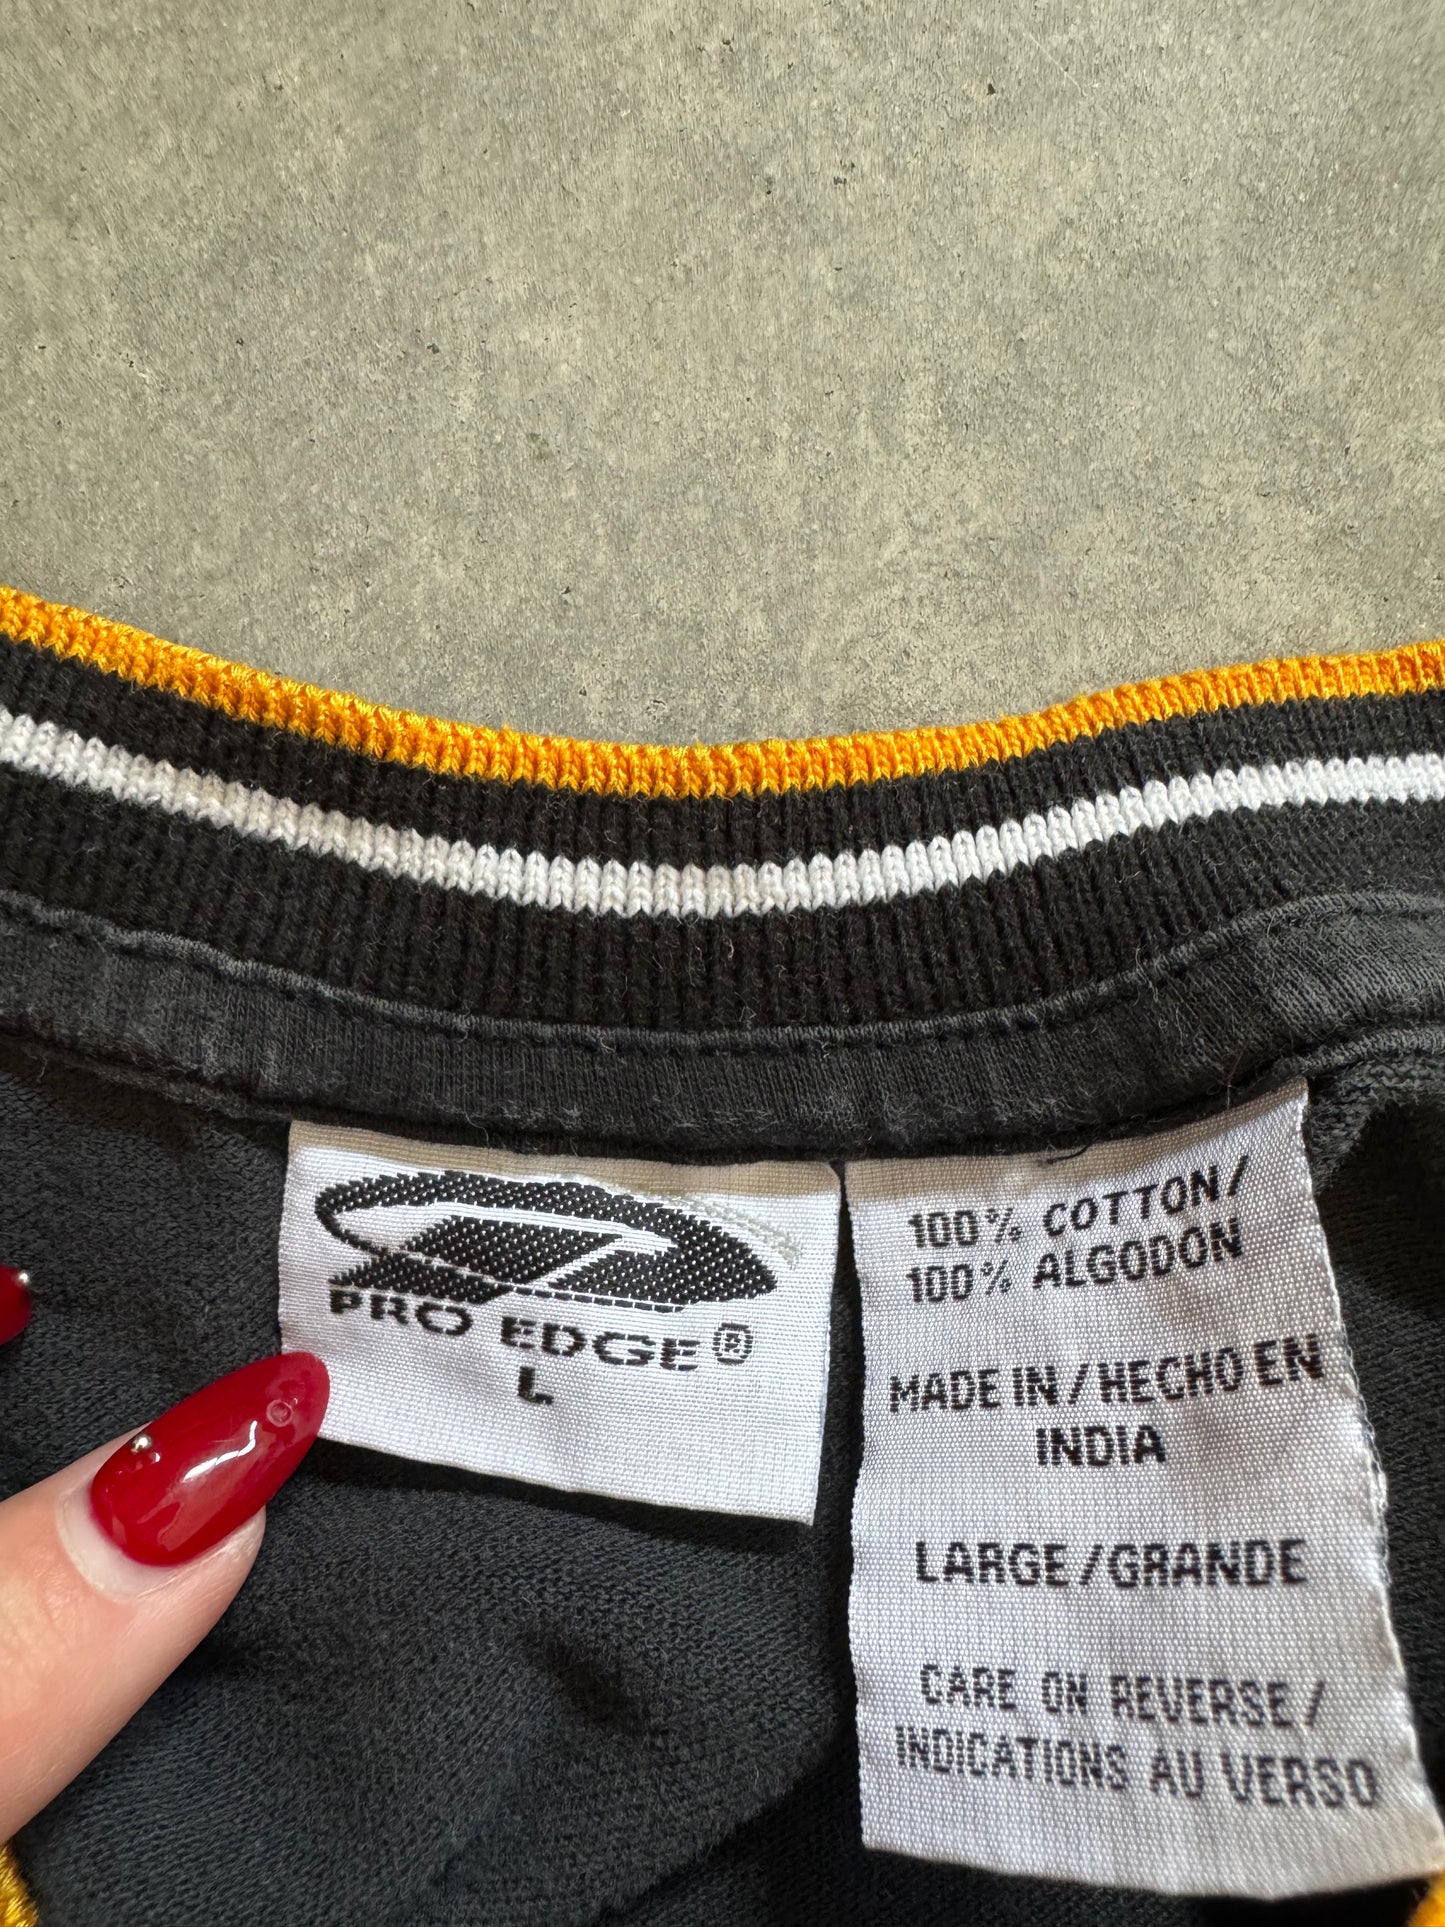 PRO EDGE®
L
100% COTTON/
100% ALGODON
MADE IN/HECHO EN
INDIA
LARGE/GRANDE
CARE ON REVERSE/
INDICATIONS AU VERSO